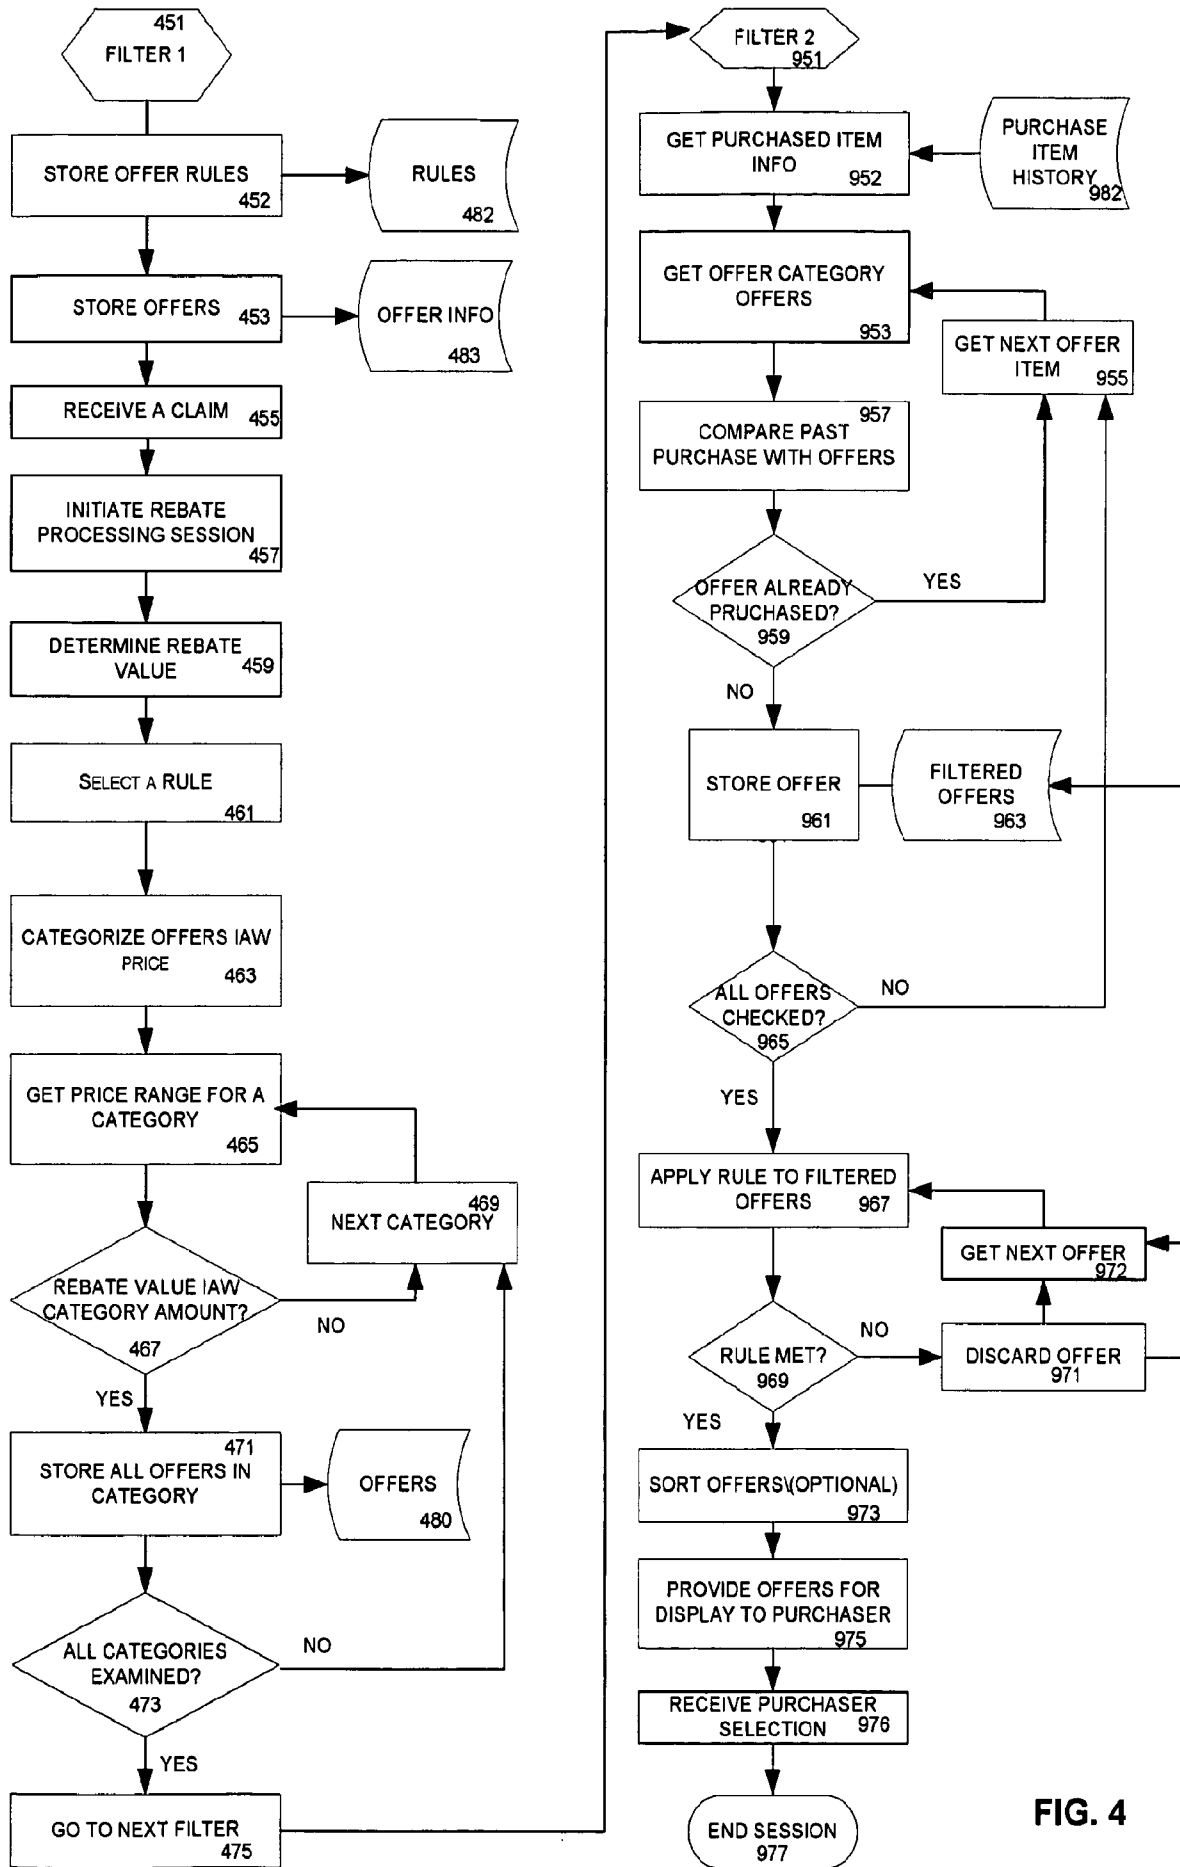 451
FILTER 1
STORE OFFER RULES
452
RULES
482
STORE OFFERS
453
OFFER INFO
483
RECEIVE A CLAIM
455
INITIATE REBATE
PROCESSING SESSION
457
DETERMINE REBATE
VALUE
459
SELECT A RULE
461
CATEGORIZE OFFERS IAW
PRICE
463
GET PRICE RANGE FOR A
CATEGORY
465
469
NEXT CATEGORY
REBATE VALUE IAW
CATEGORY AMOUNT?
467
NO
YES
471
STORE ALL OFFERS IN
CATEGORY
OFFERS
480
ALL CATEGORIES
EXAMINED?
473
NO
YES
GO TO NEXT FILTER
475
FILTER 2
951
GET PURCHASED ITEM
INFO
952
PURCHASE
ITEM
HISTORY
982
GET OFFER CATEGORY
OFFERS
953
GET NEXT OFFER
ITEM
955
957
COMPARE PAST
PURCHASE WITH OFFERS
OFFER ALREADY
PRUCHASED?
959
YES
NO
STORE OFFER
961
FILTERED
OFFERS
963
ALL OFFERS
CHECKED?
965
NO
YES
APPLY RULE TO FILTERED
OFFERS
967
GET NEXT OFFER
972
RULE MET?
969
NO
DISCARD OFFER
971
YES
SORT OFFERS\(OPTIONAL)
973
PROVIDE OFFERS FOR
DISPLAY TO PURCHASER
975
RECEIVE PURCHASER
SELECTION
976
END SESSION
977
FIG. 4